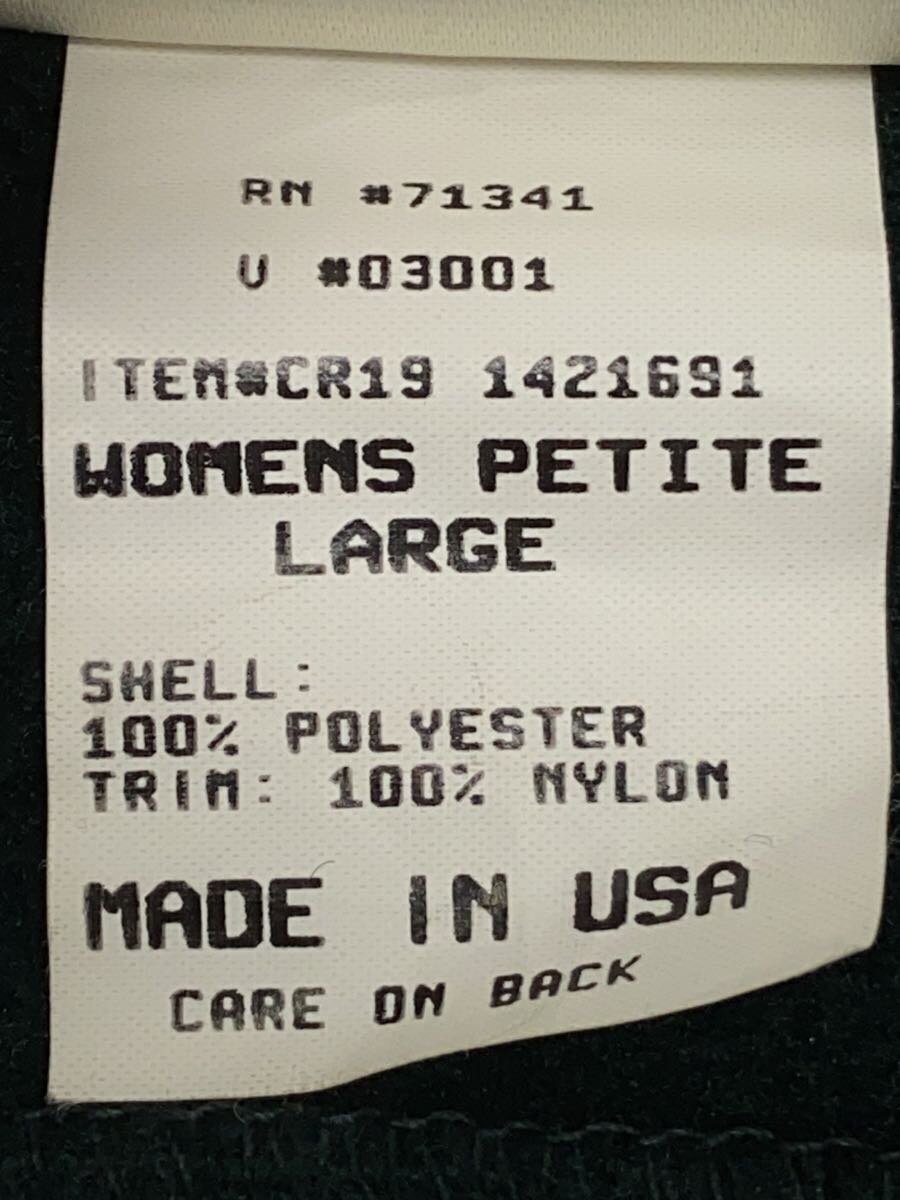 RN #71341
V #03001
ITEM#CR19 1421691
WOMENS PETITE
LARGE
SHELL:
100% POLYESTER
TRIM: 100% NYLON
MADE IN USA
CARE ON BACK